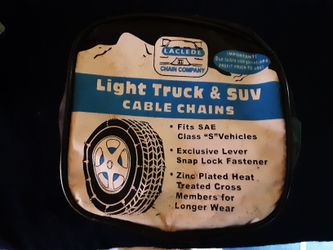 LACLEDE
CHAIN COMPANY
IMPORTANT!
Light Truck & SUV
CABLE CHAINS
• Fits SAE
Class "S" Vehicles
• Exclusive Lever
Snap Lock Fastener
• Zinc Plated Heat
Treated Cross
Members for
Longer Wear